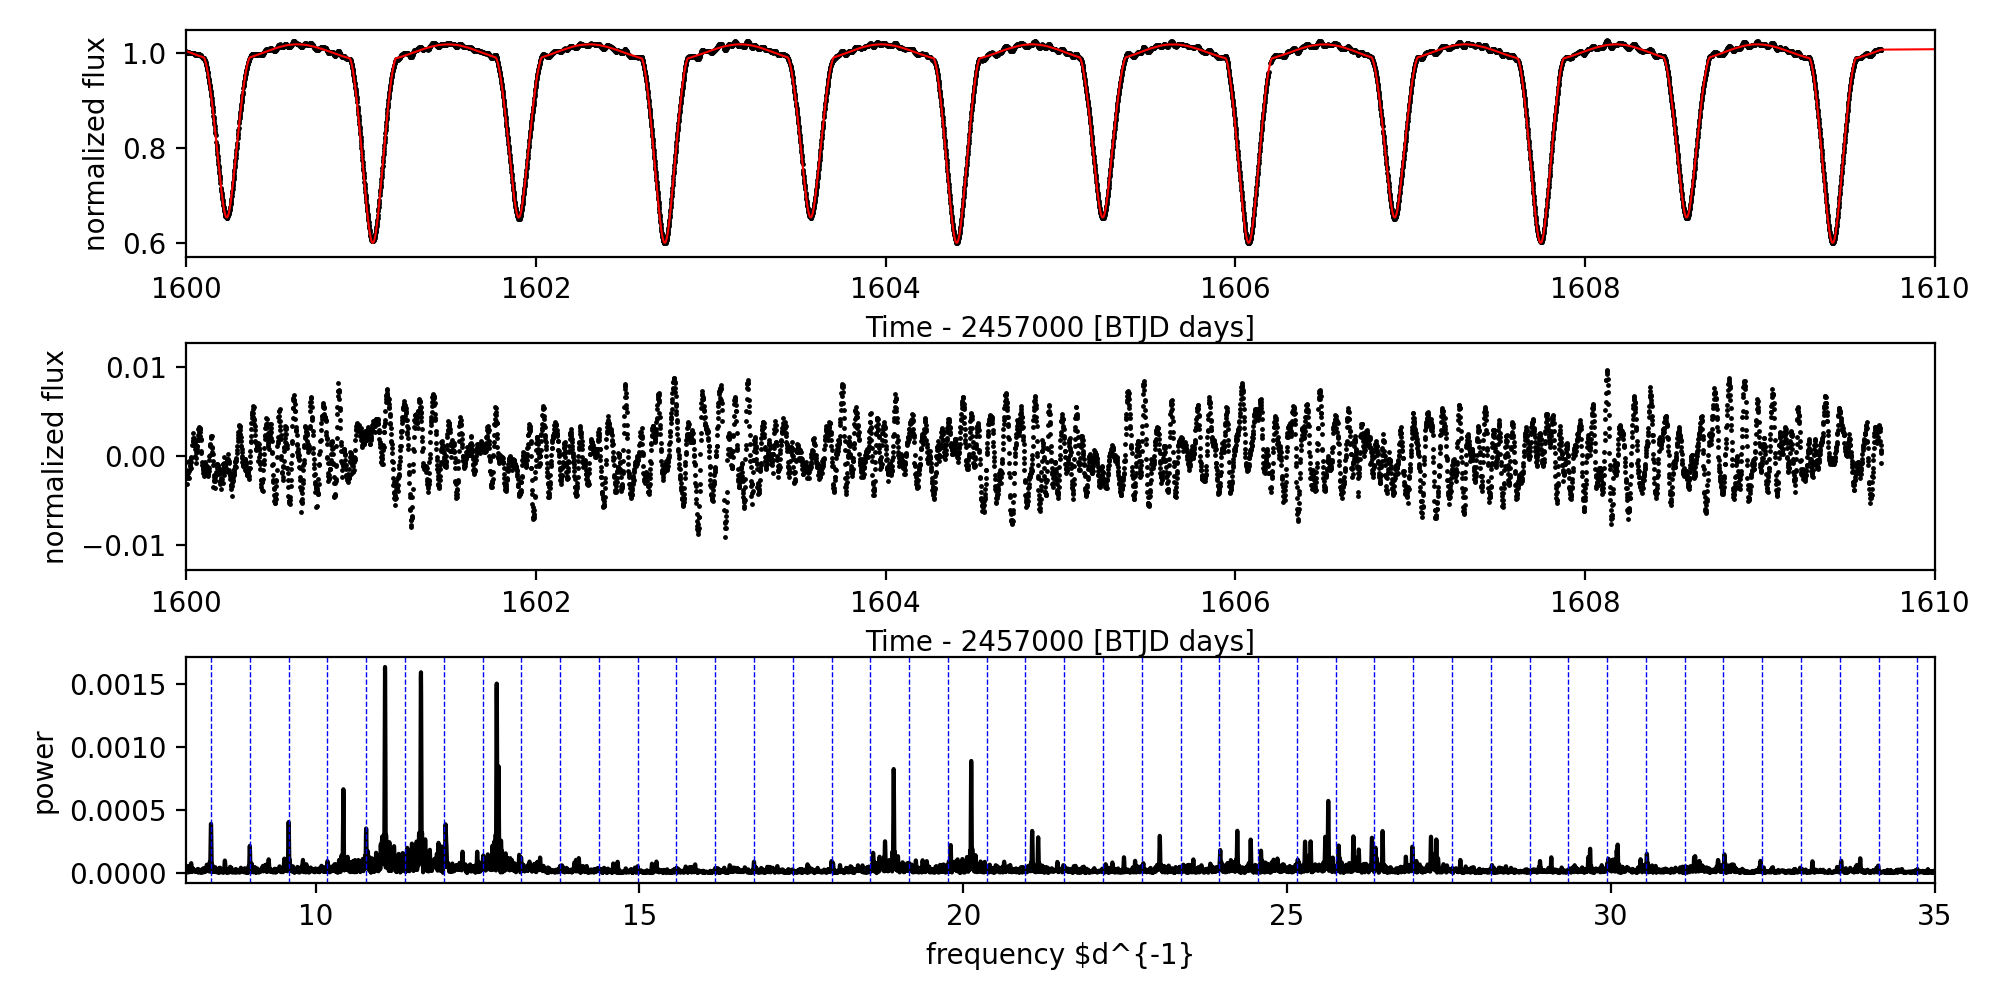 normalized flux
1.0
0.8
0.6
1600 1602 1604 1606 1608 1610
Time - 2457000 [BTJD days]
normalized flux
0.01
0.00
−0.01
1600 1602 1604 1606 1608 1610
Time - 2457000 [BTJD days]
power
0.0015
0.0010
0.0005
0.0000
10 15 20 25 30 35
frequency $d^{-1}